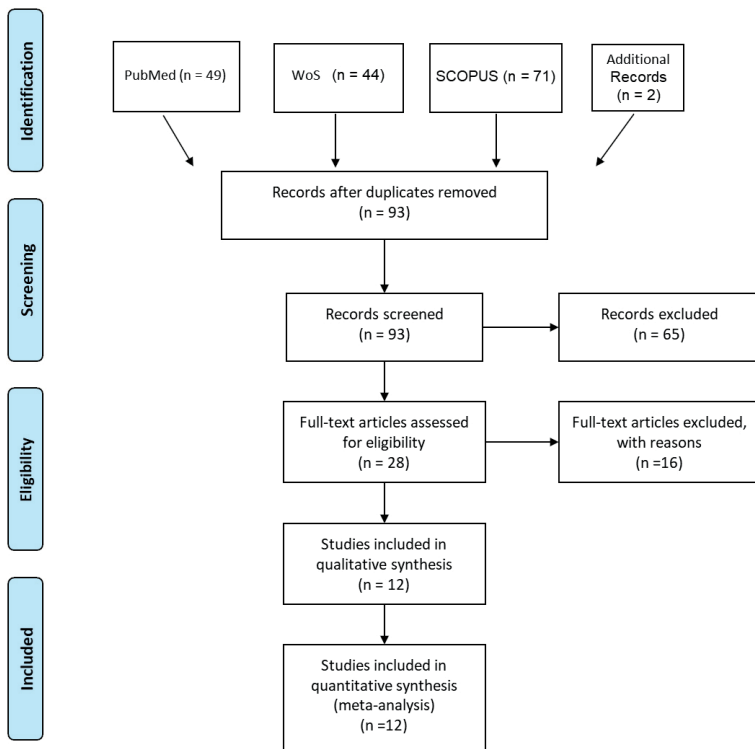 Identification
PubMed (n = 49)
WoS (n = 44)
SCOPUS (n = 71)
Additional
Records
(n = 2)
Records after duplicates removed
(n = 93)
Screening
Records screened
(n = 93)
Records excluded
(n = 65)
Eligibility
Full-text articles assessed
for eligibility
(n = 28)
Full-text articles excluded,
with reasons
(n =16)
Studies included in
qualitative synthesis
(n = 12)
Included
Studies included in
quantitative synthesis
(meta-analysis)
(n =12)